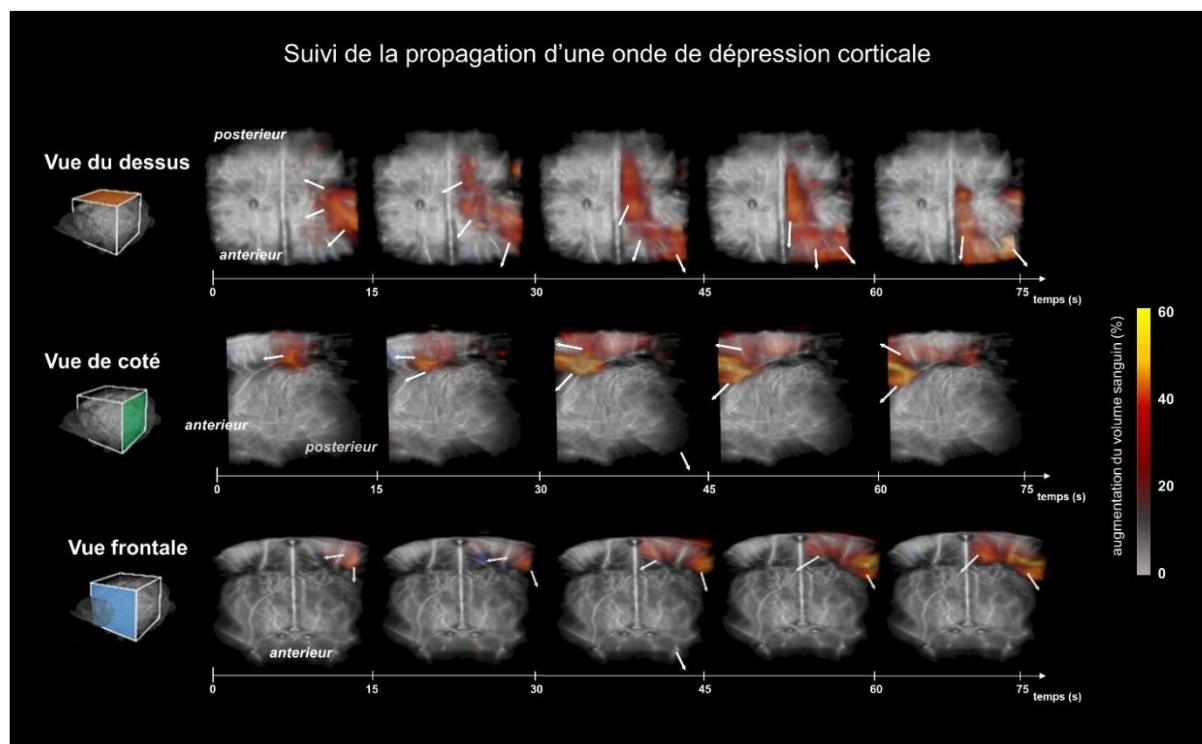 Suivi de la propagation d'une onde de dépression corticale
Vue du dessus
posterieur
anterieur
0 15 30 45 60 75
temps (s)
Vue de coté
anterieur
posterieur
0 15 30 45 60 75
temps (s)
Vue frontale
anterieur
0 15 30 45 60 75
temps (s)
augmentation du volume sanguin (%)
60
40
20
0